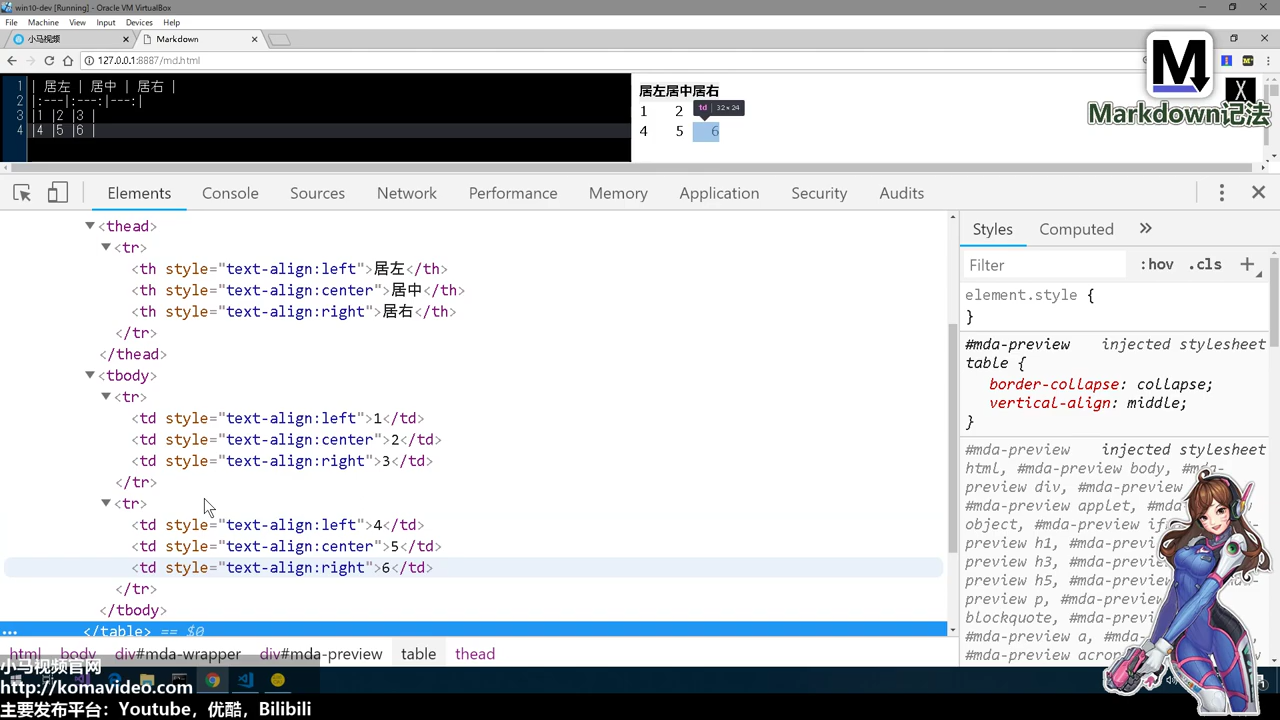 win10-dev [Running] - Oracle VM VirtualBox
File Machine View Input Devices Help
小马视频
Markdown
127.0.0.1:8887/md.html
1 | 居左 | 居中 | 居右 |
2 |:---|:---:|---:|
3 |1 |2 |3 |
4 |4 |5 |6 |
居左居中居右
1 2
td 32×24
4 5 6
M
X
Markdown记法
Elements Console Sources Network Performance Memory Application Security Audits
<thead>
<tr>
<th style="text-align:left">居左</th>
<th style="text-align:center">居中</th>
<th style="text-align:right">居右</th>
</tr>
</thead>
<tbody>
<tr>
<td style="text-align:left">1</td>
<td style="text-align:center">2</td>
<td style="text-align:right">3</td>
</tr>
<tr>
<td style="text-align:left">4</td>
<td style="text-align:center">5</td>
<td style="text-align:right">6</td>
</tr>
</tbody>
</table> == $0
html body div#mda-wrapper div#mda-preview table thead
Styles Computed »
Filter :hov .cls +
element.style {
}
#mda-preview injected stylesheet
table {
border-collapse: collapse;
vertical-align: middle;
}
#mda-preview injected stylesheet
html, #mda-preview body, #mda-
preview div, #mda-preview
preview applet, #mda-
object, #mda-preview
preview h1, #mda-
preview h3, #mda-
preview h5, #mda-
preview p, #mda-
blockquote, #mda-
#mda-preview a, #mda-
#mda-preview
小马视频官网
http://komavideo.com
主要发布平台：Youtube，优酷，Bilibili